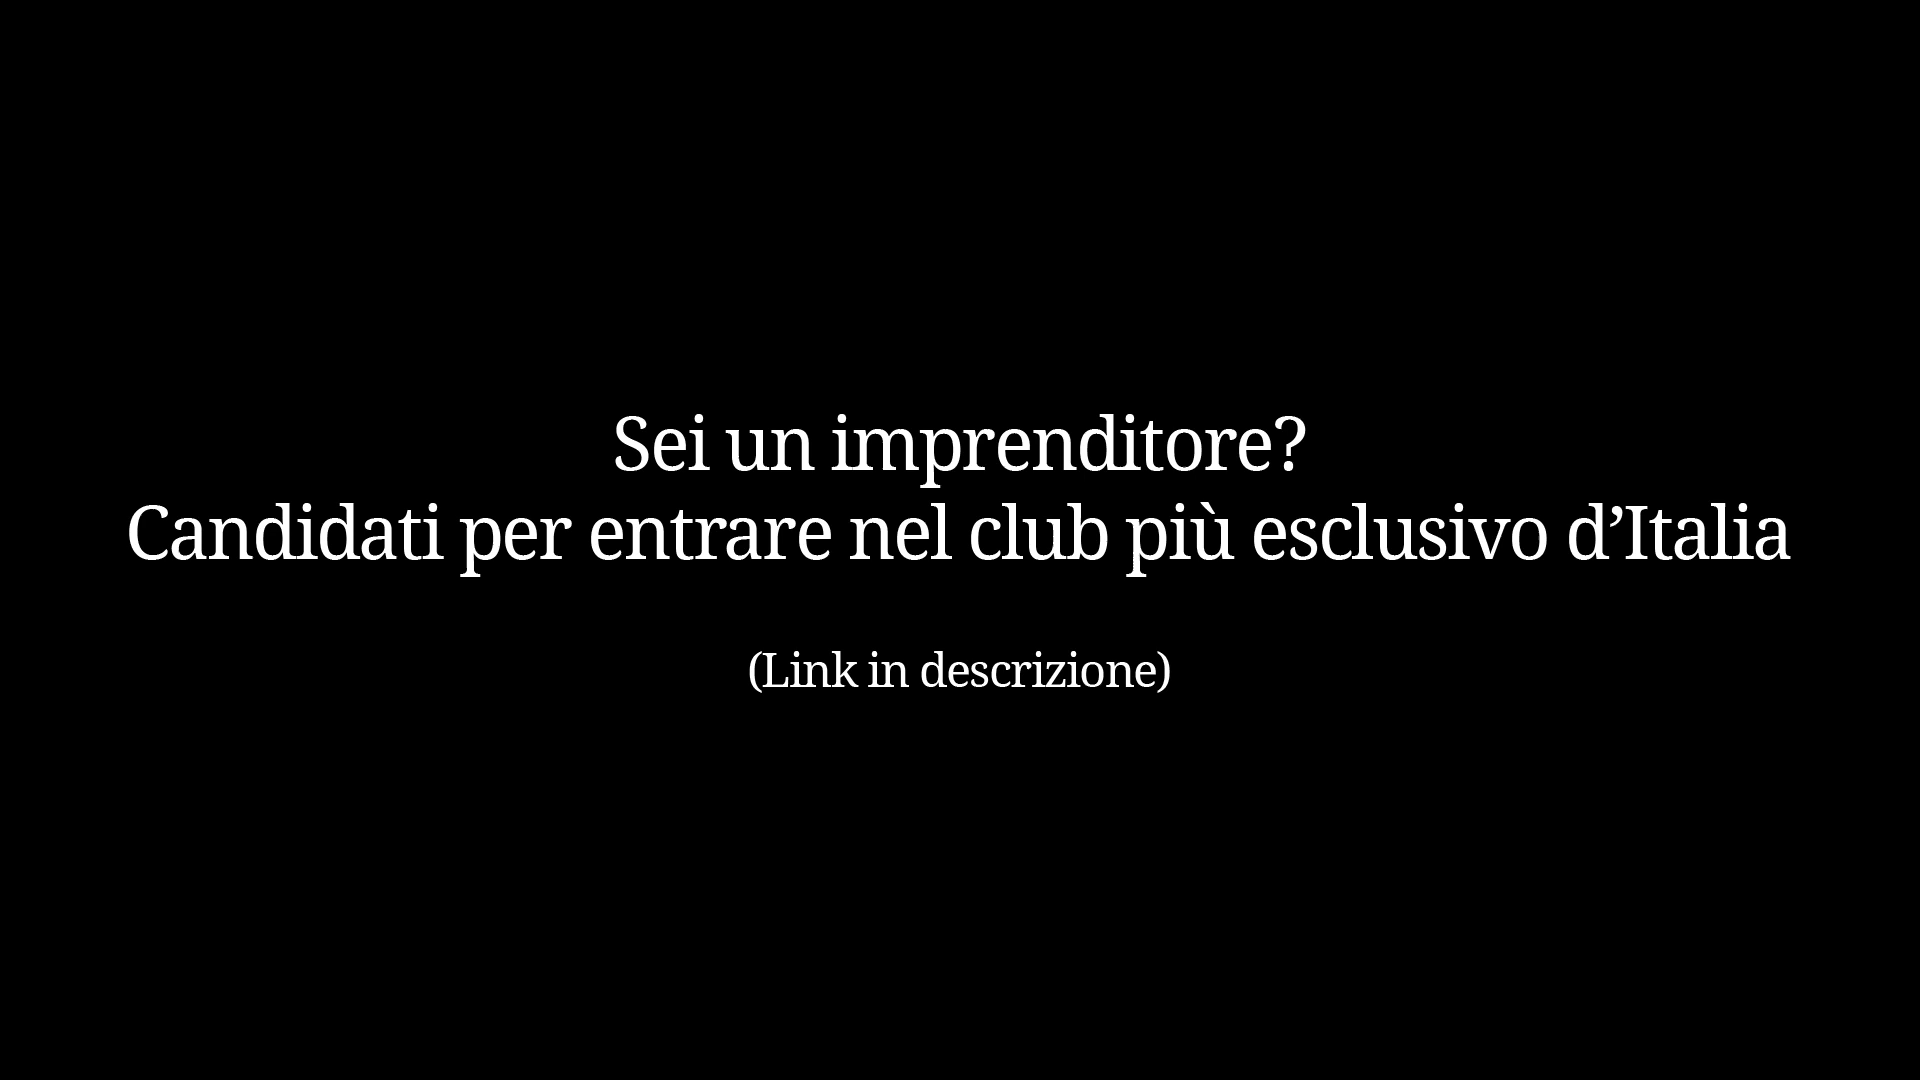 Sei un imprenditore?
Candidati per entrare nel club più esclusivo d’Italia
(Link in descrizione)